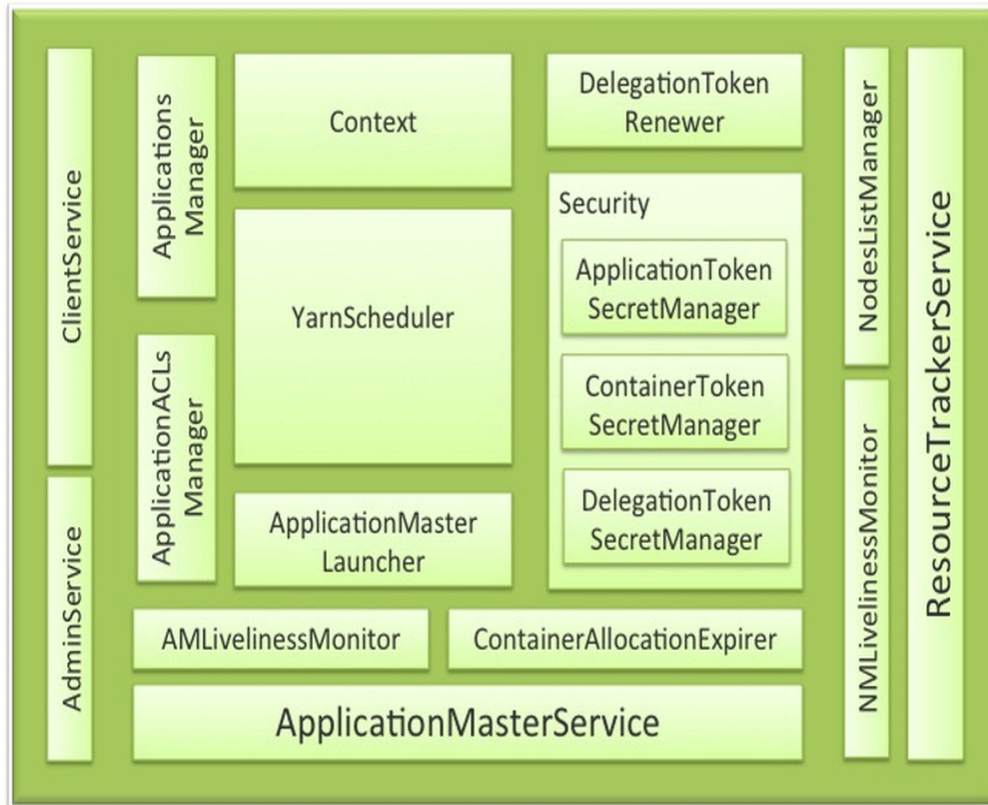 ClientService
AdminService
Applications
Manager
ApplicationACLs
Manager
Context
YarnScheduler
ApplicationMaster
Launcher
DelegationToken
Renewer
Security
ApplicationToken
SecretManager
ContainerToken
SecretManager
DelegationToken
SecretManager
AMLivelinessMonitor
ContainerAllocationExpirer
ApplicationMasterService
NodesListManager
NMLivelinessMonitor
ResourceTrackerService